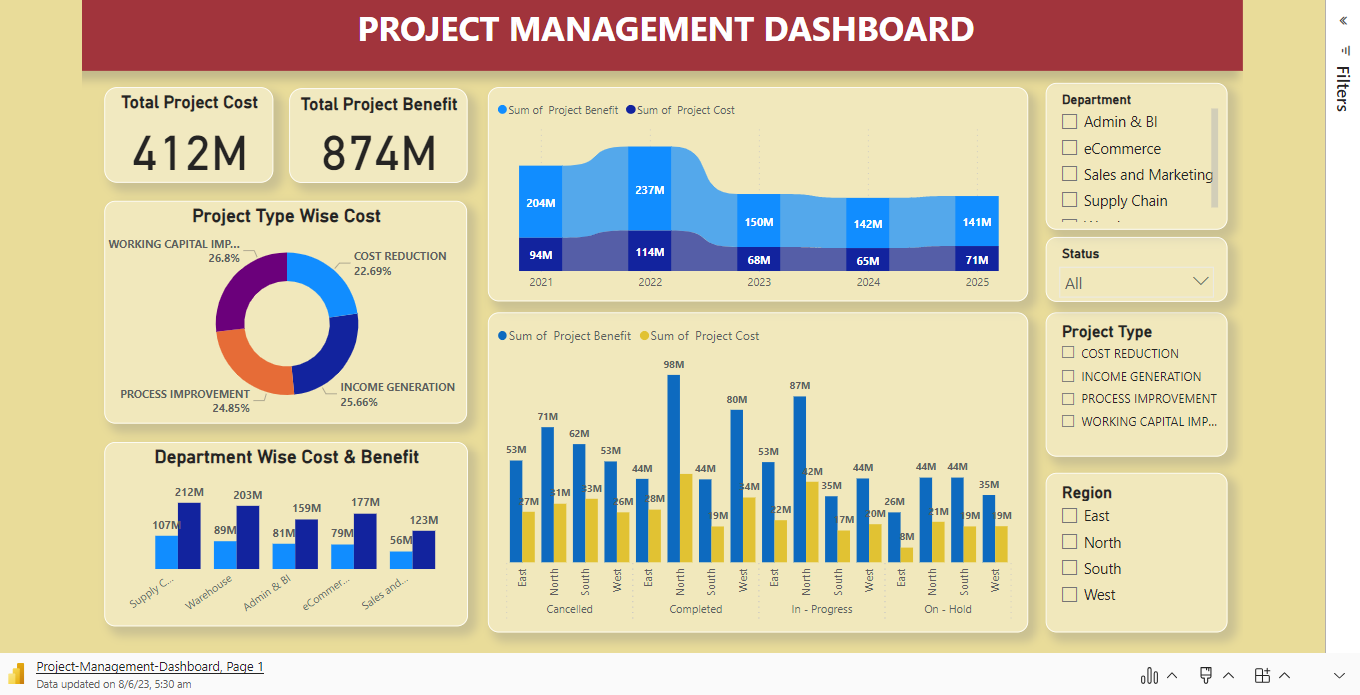 PROJECT MANAGEMENT DASHBOARD
Total Project Cost
412M
Total Project Benefit
874M
Project Type Wise Cost
WORKING CAPITAL IMP...
26.8%
COST REDUCTION
22.69%
PROCESS IMPROVEMENT
24.85%
INCOME GENERATION
25.66%
Department Wise Cost & Benefit
107M 212M 89M 203M 81M 159M 79M 177M 56M 123M
Supply C... Warehouse Admin & BI eCommer... Sales and...
Sum of Project Benefit Sum of Project Cost
204M 237M 150M 142M 141M
94M 114M 68M 65M 71M
2021 2022 2023 2024 2025
Sum of Project Benefit Sum of Project Cost
53M 27M 71M 31M 62M 33M 53M 26M
44M 28M 98M 44M 19M 80M 34M
53M 22M 87M 42M 35M 17M 44M 20M
26M 8M 44M 21M 44M 19M 35M 19M
East North South West East North South West East North South West East North South West
Cancelled Completed In - Progress On - Hold
Department
Admin & BI
eCommerce
Sales and Marketing
Supply Chain
Status
All
Project Type
COST REDUCTION
INCOME GENERATION
PROCESS IMPROVEMENT
WORKING CAPITAL IMP...
Region
East
North
South
West
Filters
Project-Management-Dashboard, Page 1
Data updated on 8/6/23, 5:30 am